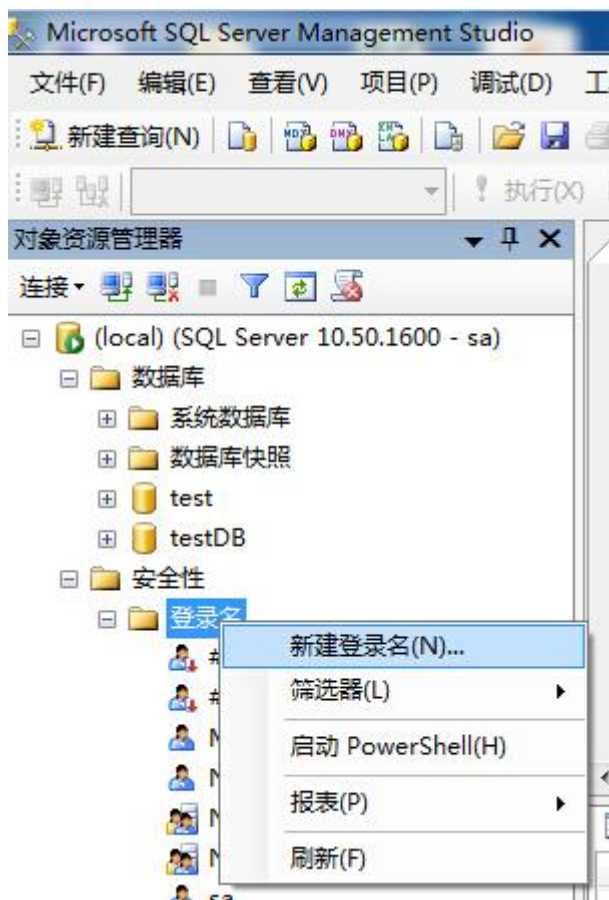 Microsoft SQL Server Management Studio
文件(F) 编辑(E) 查看(V) 项目(P) 调试(D) 工
新建查询(N)
执行(X)
对象资源管理器
连接
(local) (SQL Server 10.50.1600 - sa)
数据库
系统数据库
数据库快照
test
testDB
安全性
登录名
新建登录名(N)...
#
筛选器(L)
#
N
启动 PowerShell(H)
N
报表(P)
N
刷新(F)
N
sa